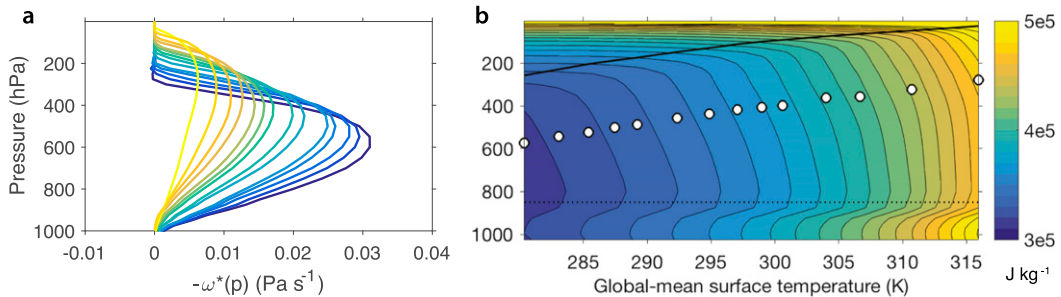 a
Pressure (hPa)
200
400
600
800
1000
-0.01 0 0.01 0.02 0.03 0.04
-ω*(p) (Pa s-1)
b
200
400
600
800
1000
285 290 295 300 305 310 315
Global-mean surface temperature (K)
5e5
4e5
3e5
J kg-1